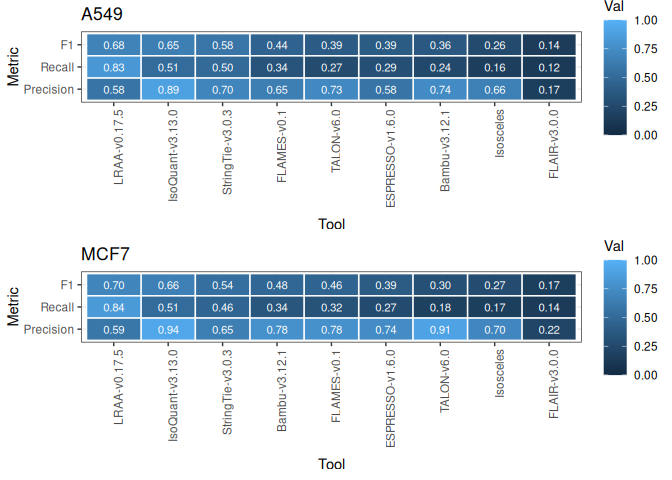 A549
Metric
F1 0.68 0.65 0.58 0.44 0.39 0.39 0.36 0.26 0.14
Recall 0.83 0.51 0.50 0.34 0.27 0.29 0.24 0.16 0.12
Precision 0.58 0.89 0.70 0.65 0.73 0.58 0.74 0.66 0.17
LRAA-v0.17.5 IsoQuant-v3.13.0 StringTie-v3.0.3 FLAMES-v0.1 TALON-v6.0 ESPRESSO-v1.6.0 Bambu-v3.12.1 Isosceles FLAIR-v3.0.0
Tool
Val
1.00
0.75
0.50
0.25
0.00
MCF7
Metric
F1 0.70 0.66 0.54 0.48 0.46 0.39 0.30 0.27 0.17
Recall 0.84 0.51 0.46 0.34 0.32 0.27 0.18 0.17 0.14
Precision 0.59 0.94 0.65 0.78 0.78 0.74 0.91 0.70 0.22
LRAA-v0.17.5 IsoQuant-v3.13.0 StringTie-v3.0.3 Bambu-v3.12.1 FLAMES-v0.1 ESPRESSO-v1.6.0 TALON-v6.0 Isosceles FLAIR-v3.0.0
Tool
Val
1.00
0.75
0.50
0.25
0.00